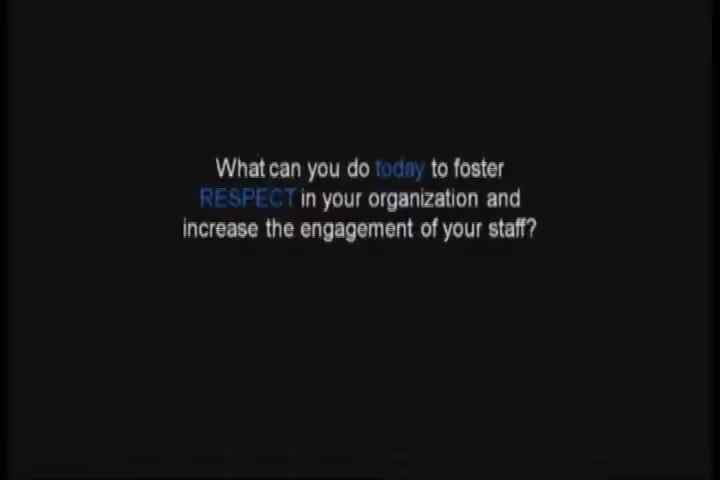 What can you do today to foster
RESPECT in your organization and
increase the engagement of your staff?